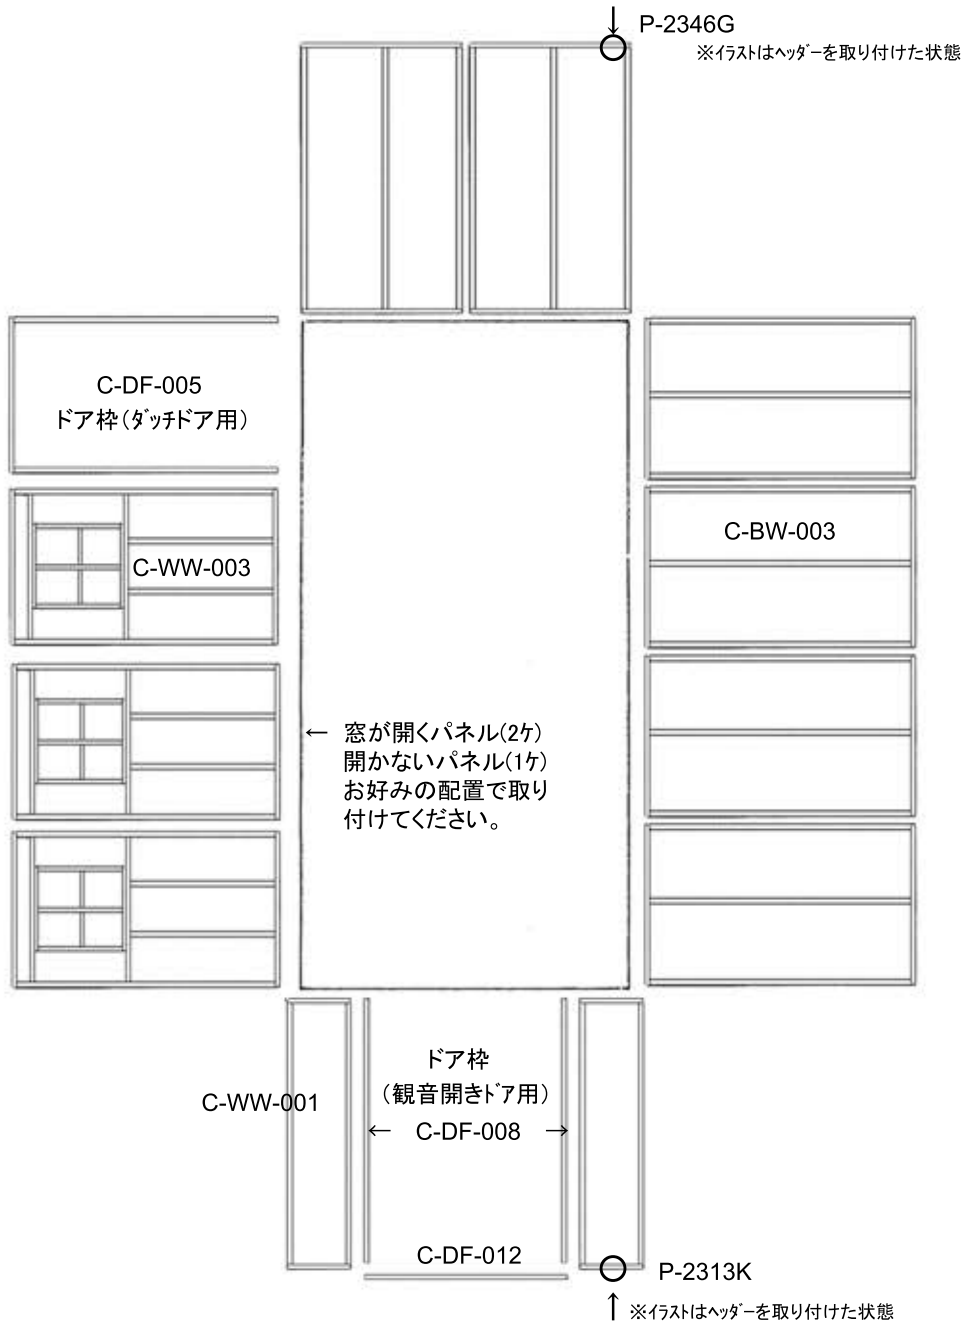 P-2346G
※イラストはヘッダーを取り付けた状態
C-DF-005
ドア枠(ダッチドア用)
C-WW-003
C-BW-003
← 窓が開くパネル(2ケ)
開かないパネル(1ケ)
お好みの配置で取り
付けてください。
ドア枠
(観音開きドア用)
C-WW-001
← C-DF-008 →
C-DF-012
P-2313K
※イラストはヘッダーを取り付けた状態